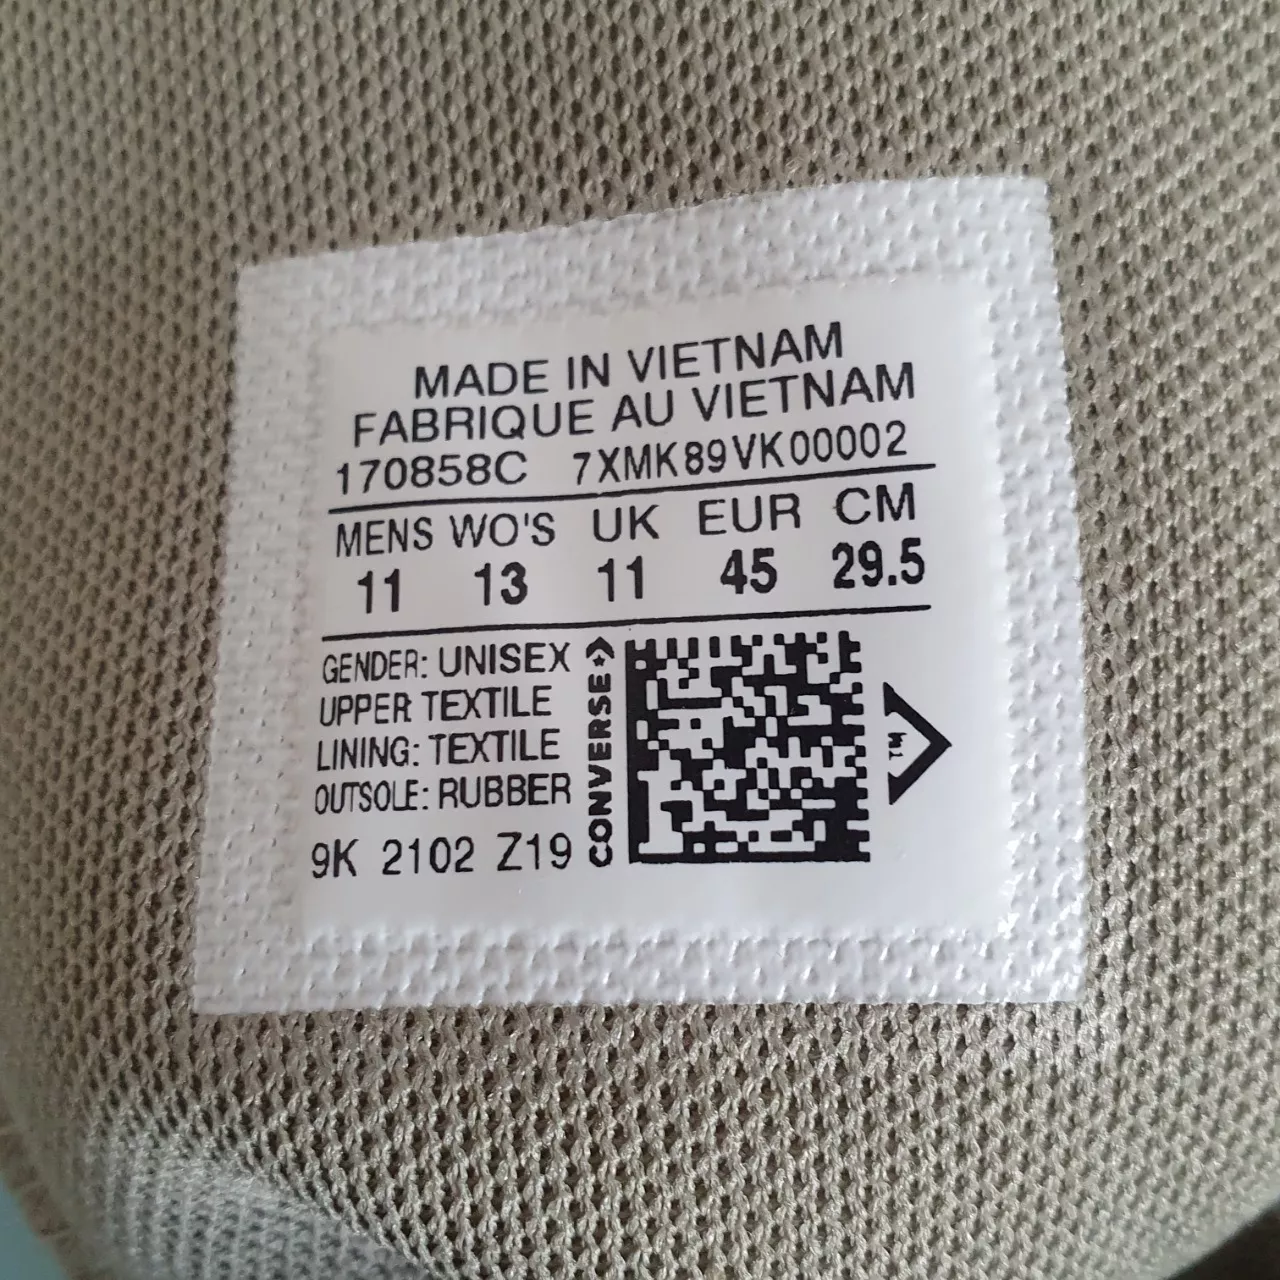 MADE IN VIETNAM
FABRIQUE AU VIETNAM
170858C 7XMK89VK00002
MENS WO'S UK EUR CM
11 13 11 45 29.5
GENDER: UNISEX
UPPER TEXTILE
LINING: TEXTILE
OUTSOLE: RUBBER
9K 2102 Z19
CONVERSE
TM